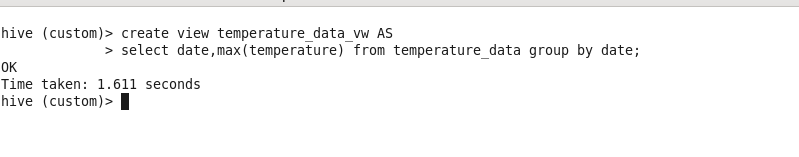 hive (custom)> create view temperature_data_vw AS
             > select date,max(temperature) from temperature_data group by date;
OK
Time taken: 1.611 seconds
hive (custom)>